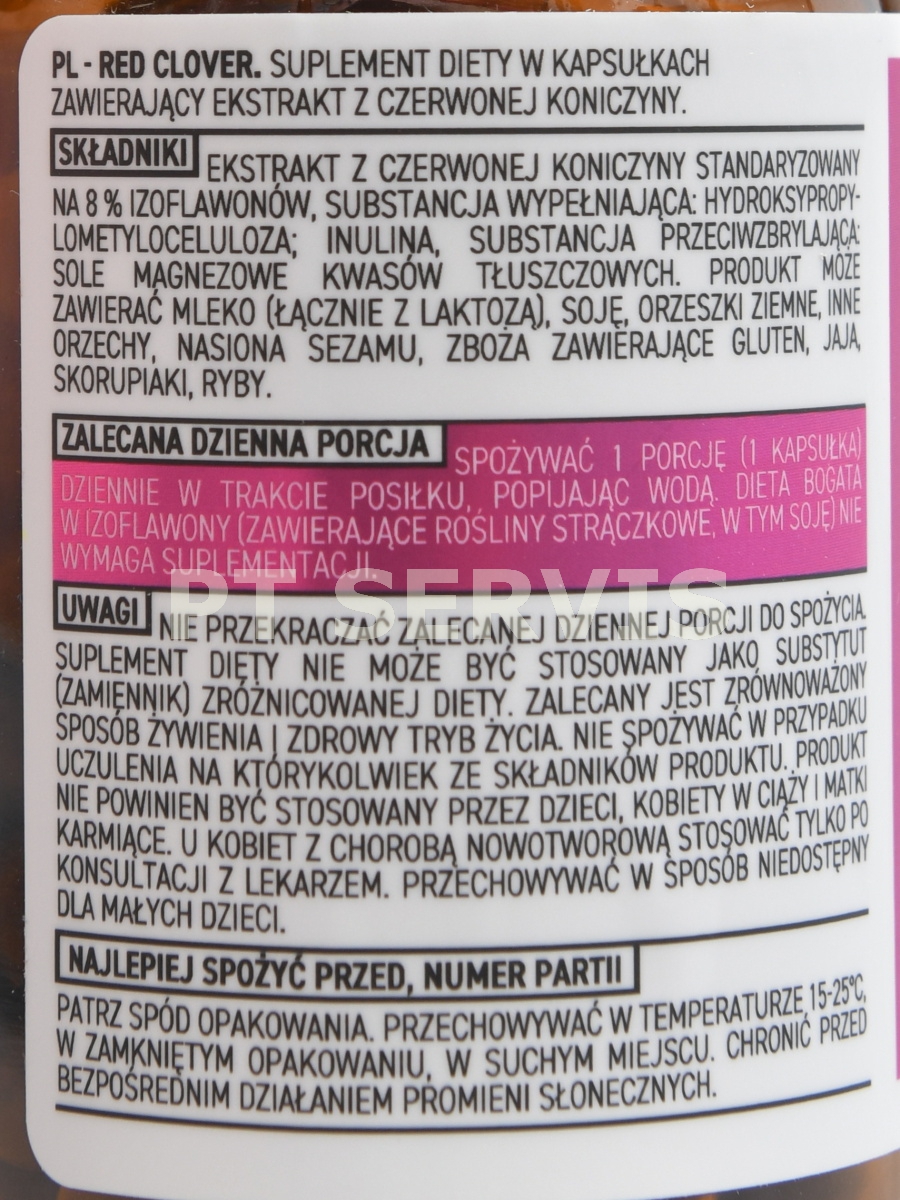 PL - RED CLOVER. SUPLEMENT DIETY W KAPSUŁKACH
ZAWIERAJĄCY EKSTRAKT Z CZERWONEJ KONICZYNY.
SKŁADNIKI EKSTRAKT Z CZERWONEJ KONICZYNY STANDARYZOWANY
NA 8 % IZOFLAWONÓW, SUBSTANCJA WYPEŁNIAJĄCA: HYDROKSYPROPY-
LOMETYLOCELULOZA; INULINA, SUBSTANCJA PRZECIWZBRYLAJĄCA:
SOLE MAGNEZOWE KWASÓW TŁUSZCZOWYCH. PRODUKT MOŻE
ZAWIERAĆ MLEKO (ŁĄCZNIE Z LAKTOZĄ), SOJĘ, ORZESZKI ZIEMNE, INNE
ORZECHY, NASIONA SEZAMU, ZBOŻA ZAWIERAJĄCE GLUTEN, JAJA,
SKORUPIAKI, RYBY.
ZALECANA DZIENNA PORCJA SPOŻYWAĆ 1 PORCJĘ (1 KAPSUŁKA)
DZIENNIE W TRAKCIE POSIŁKU, POPIJAJĄC WODĄ. DIETA BOGATA
W IZOFLAWONY (ZAWIERAJĄCE ROŚLINY STRĄCZKOWE, W TYM SOJĘ) NIE
WYMAGA SUPLEMENTACJI.
PT SERVIS
UWAGI NIE PRZEKRACZAĆ ZALECANEJ DZIENNEJ PORCJI DO SPOŻYCIA.
SUPLEMENT DIETY NIE MOŻE BYĆ STOSOWANY JAKO SUBSTYTUT
(ZAMIENNIK) ZRÓŻNICOWANEJ DIETY. ZALECANY JEST ZRÓWNOWAŻONY
SPOSÓB ŻYWIENIA I ZDROWY TRYB ŻYCIA. NIE SPOŻYWAĆ W PRZYPADKU
UCZULENIA NA KTÓRYKOLWIEK ZE SKŁADNIKÓW PRODUKTU. PRODUKT
NIE POWINIEN BYĆ STOSOWANY PRZEZ DZIECI, KOBIETY W CIĄŻY I MATKI
KARMIĄCE. U KOBIET Z CHOROBĄ NOWOTWOROWĄ STOSOWAĆ TYLKO PO
KONSULTACJI Z LEKARZEM. PRZECHOWYWAĆ W SPOSÓB NIEDOSTĘPNY
DLA MAŁYCH DZIECI.
NAJLEPIEJ SPOŻYĆ PRZED, NUMER PARTII
PATRZ SPÓD OPAKOWANIA. PRZECHOWYWAĆ W TEMPERATURZE 15-25°C,
W ZAMKNIĘTYM OPAKOWANIU, W SUCHYM MIEJSCU. CHRONIĆ PRZED
BEZPOŚREDNIM DZIAŁANIEM PROMIENI SŁONECZNYCH.